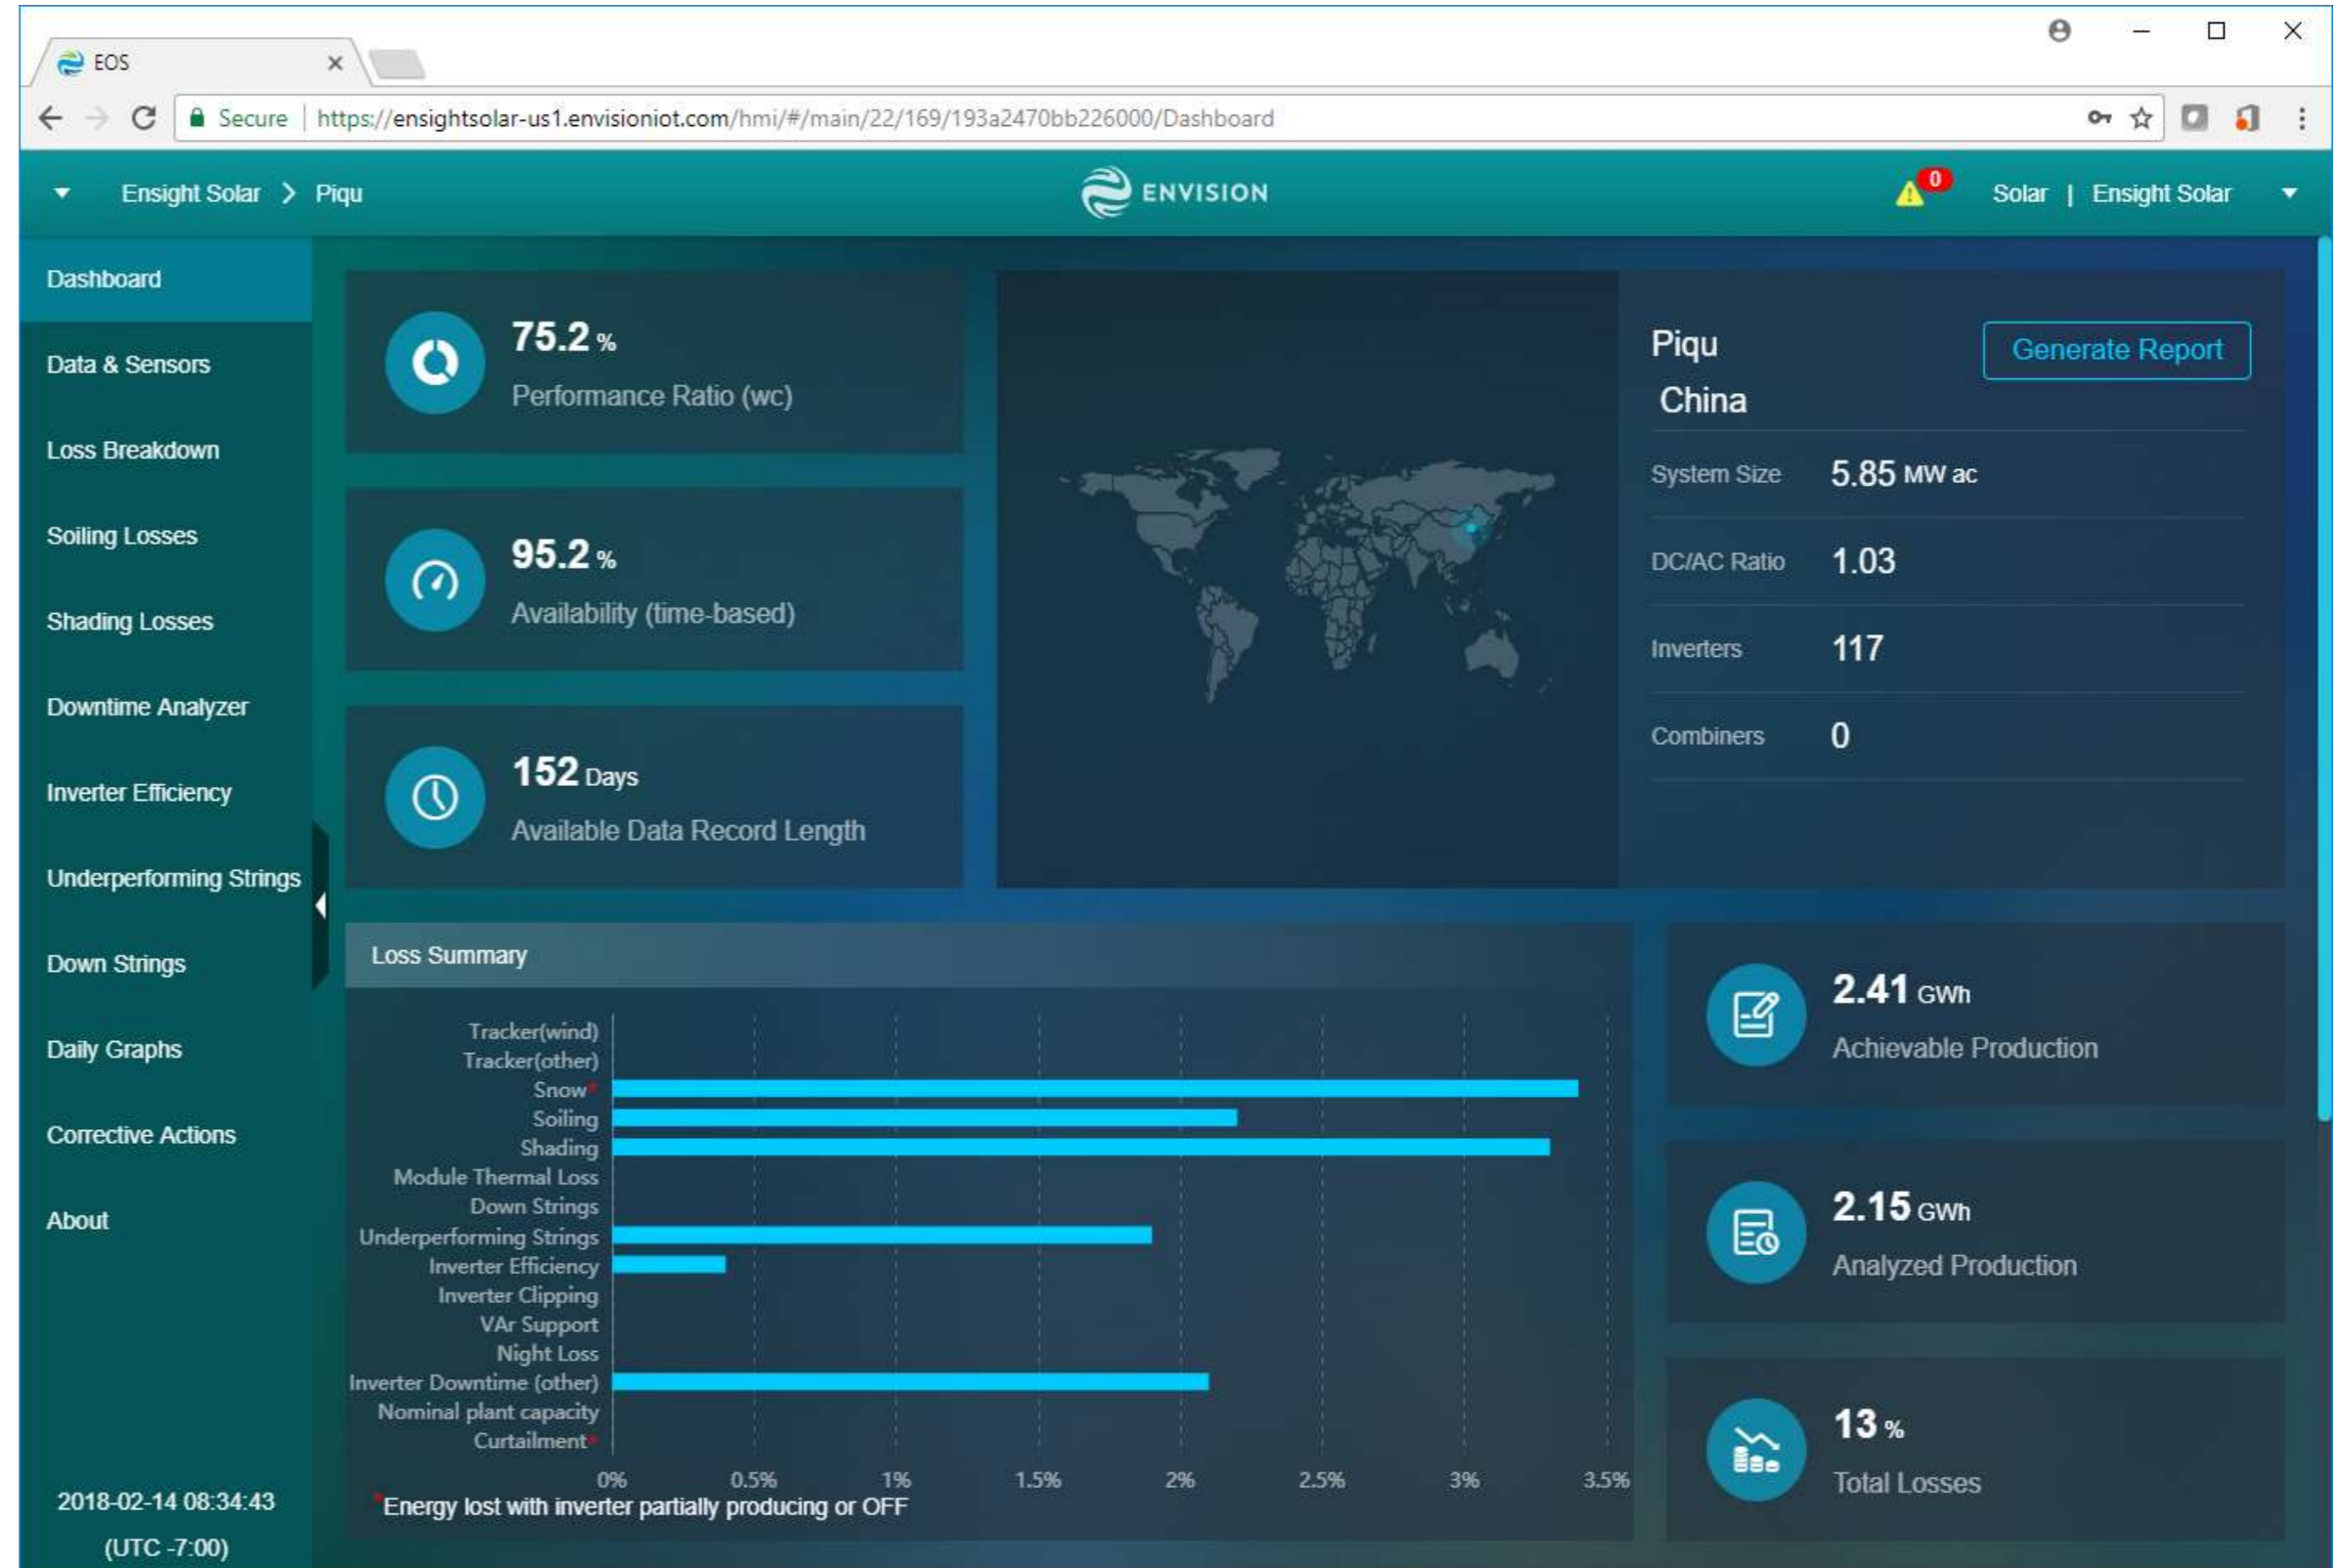 EOS
Secure | https://ensightsolar-us1.envisioniot.com/hmi/#/main/22/169/193a2470bb226000/Dashboard
Ensight Solar > Piqu
ENVISION
0
Solar | Ensight Solar
Dashboard
Data & Sensors
Loss Breakdown
Soiling Losses
Shading Losses
Downtime Analyzer
Inverter Efficiency
Underperforming Strings
Down Strings
Daily Graphs
Corrective Actions
About
2018-02-14 08:34:43
(UTC -7:00)
75.2 %
Performance Ratio (wc)
95.2 %
Availability (time-based)
152 Days
Available Data Record Length
Piqu
China
Generate Report
System Size 5.85 MW ac
DC/AC Ratio 1.03
Inverters 117
Combiners 0
Loss Summary
Tracker(wind)
Tracker(other)
Snow*
Soiling
Shading
Module Thermal Loss
Down Strings
Underperforming Strings
Inverter Efficiency
Inverter Clipping
VAr Support
Night Loss
Inverter Downtime (other)
Nominal plant capacity
Curtailment*
0% 0.5% 1% 1.5% 2% 2.5% 3% 3.5%
*Energy lost with inverter partially producing or OFF
2.41 GWh
Achievable Production
2.15 GWh
Analyzed Production
13 %
Total Losses